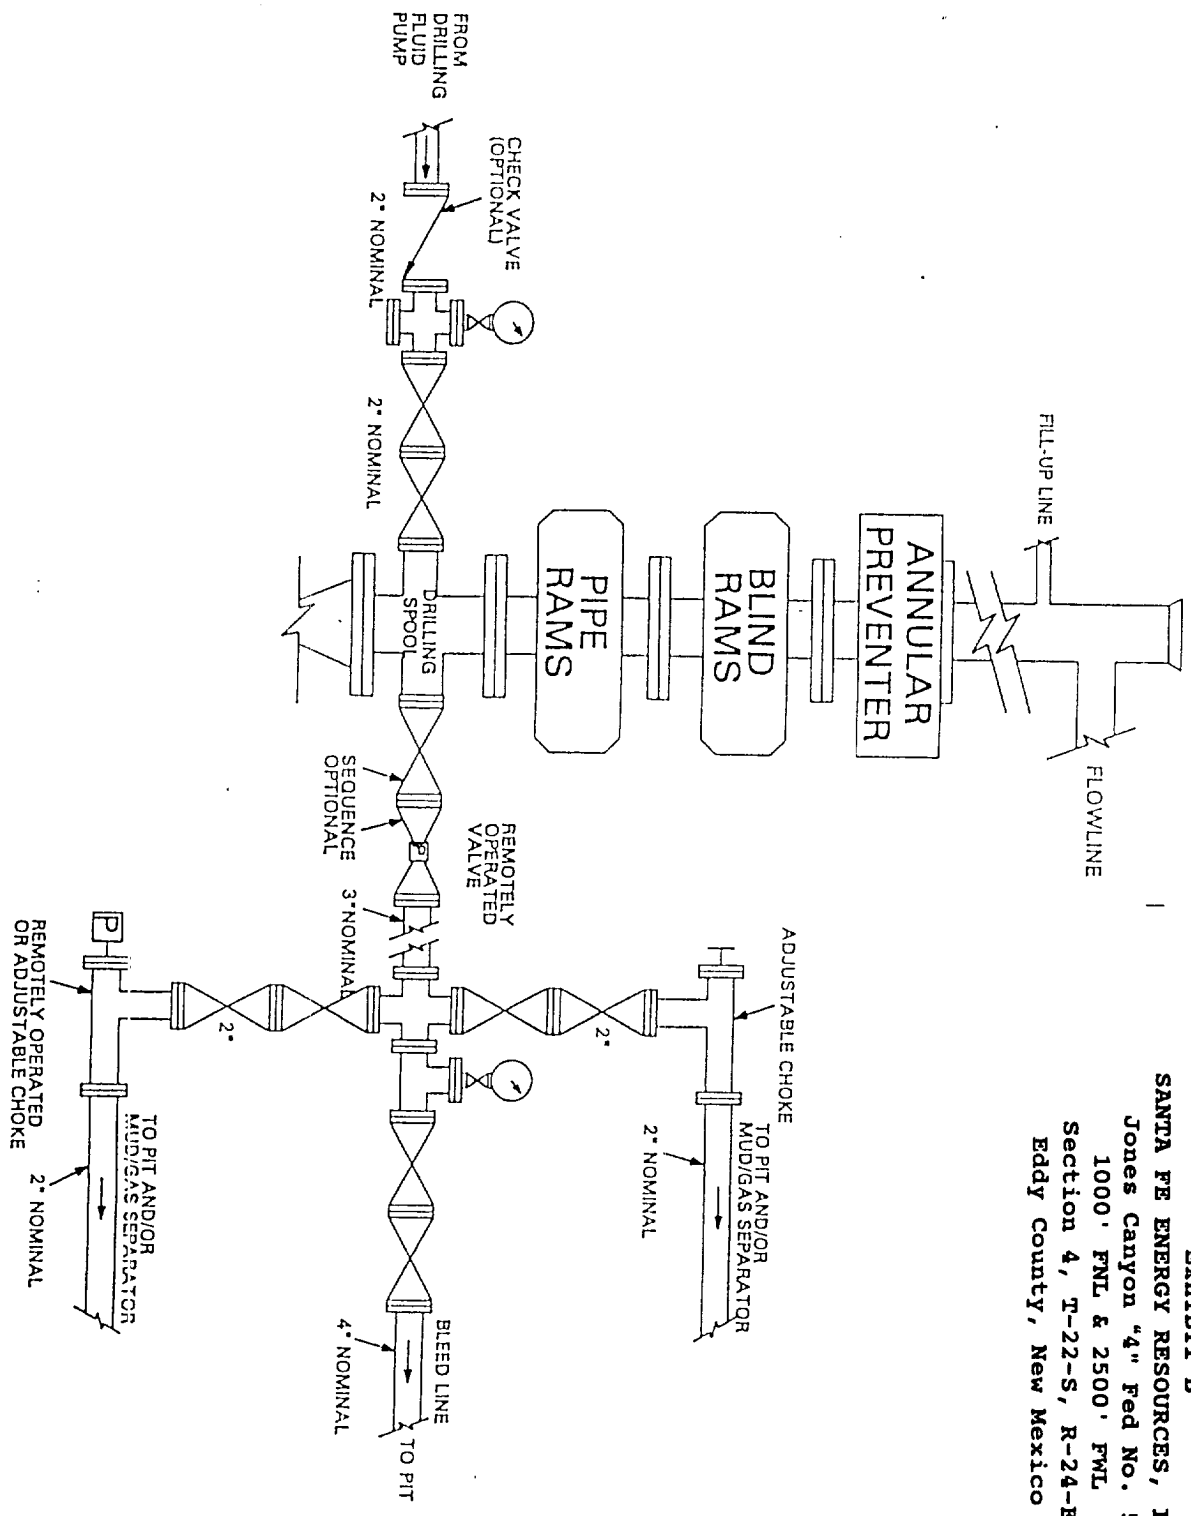 SANTA FE ENERGY RESOURCES,
Jones Canyon "4" Fed No.
1000' FNL & 2500' FWL
Section 4, T-22-S, R-24-E
Eddy County, New Mexico
FILL-UP LINE
FLOWLINE
ANNULAR
PREVENTER
BLIND
RAMS
PIPE
RAMS
DRILLING
SPOOL
FROM
DRILLING
FLUID
PUMP
CHECK VALVE
(OPTIONAL)
2" NOMINAL
2" NOMINAL
SEQUENCE
OPTIONAL
REMOTELY
OPERATED
VALVE
P
3" NOMINAL
ADJUSTABLE CHOKE
2"
TO PIT AND/OR
MUD/GAS SEPARATOR
2" NOMINAL
BLEED LINE
4" NOMINAL
TO PIT
2"
P
REMOTELY OPERATED
OR ADJUSTABLE CHOKE
TO PIT AND/OR
MUD/GAS SEPARATOR
2" NOMINAL